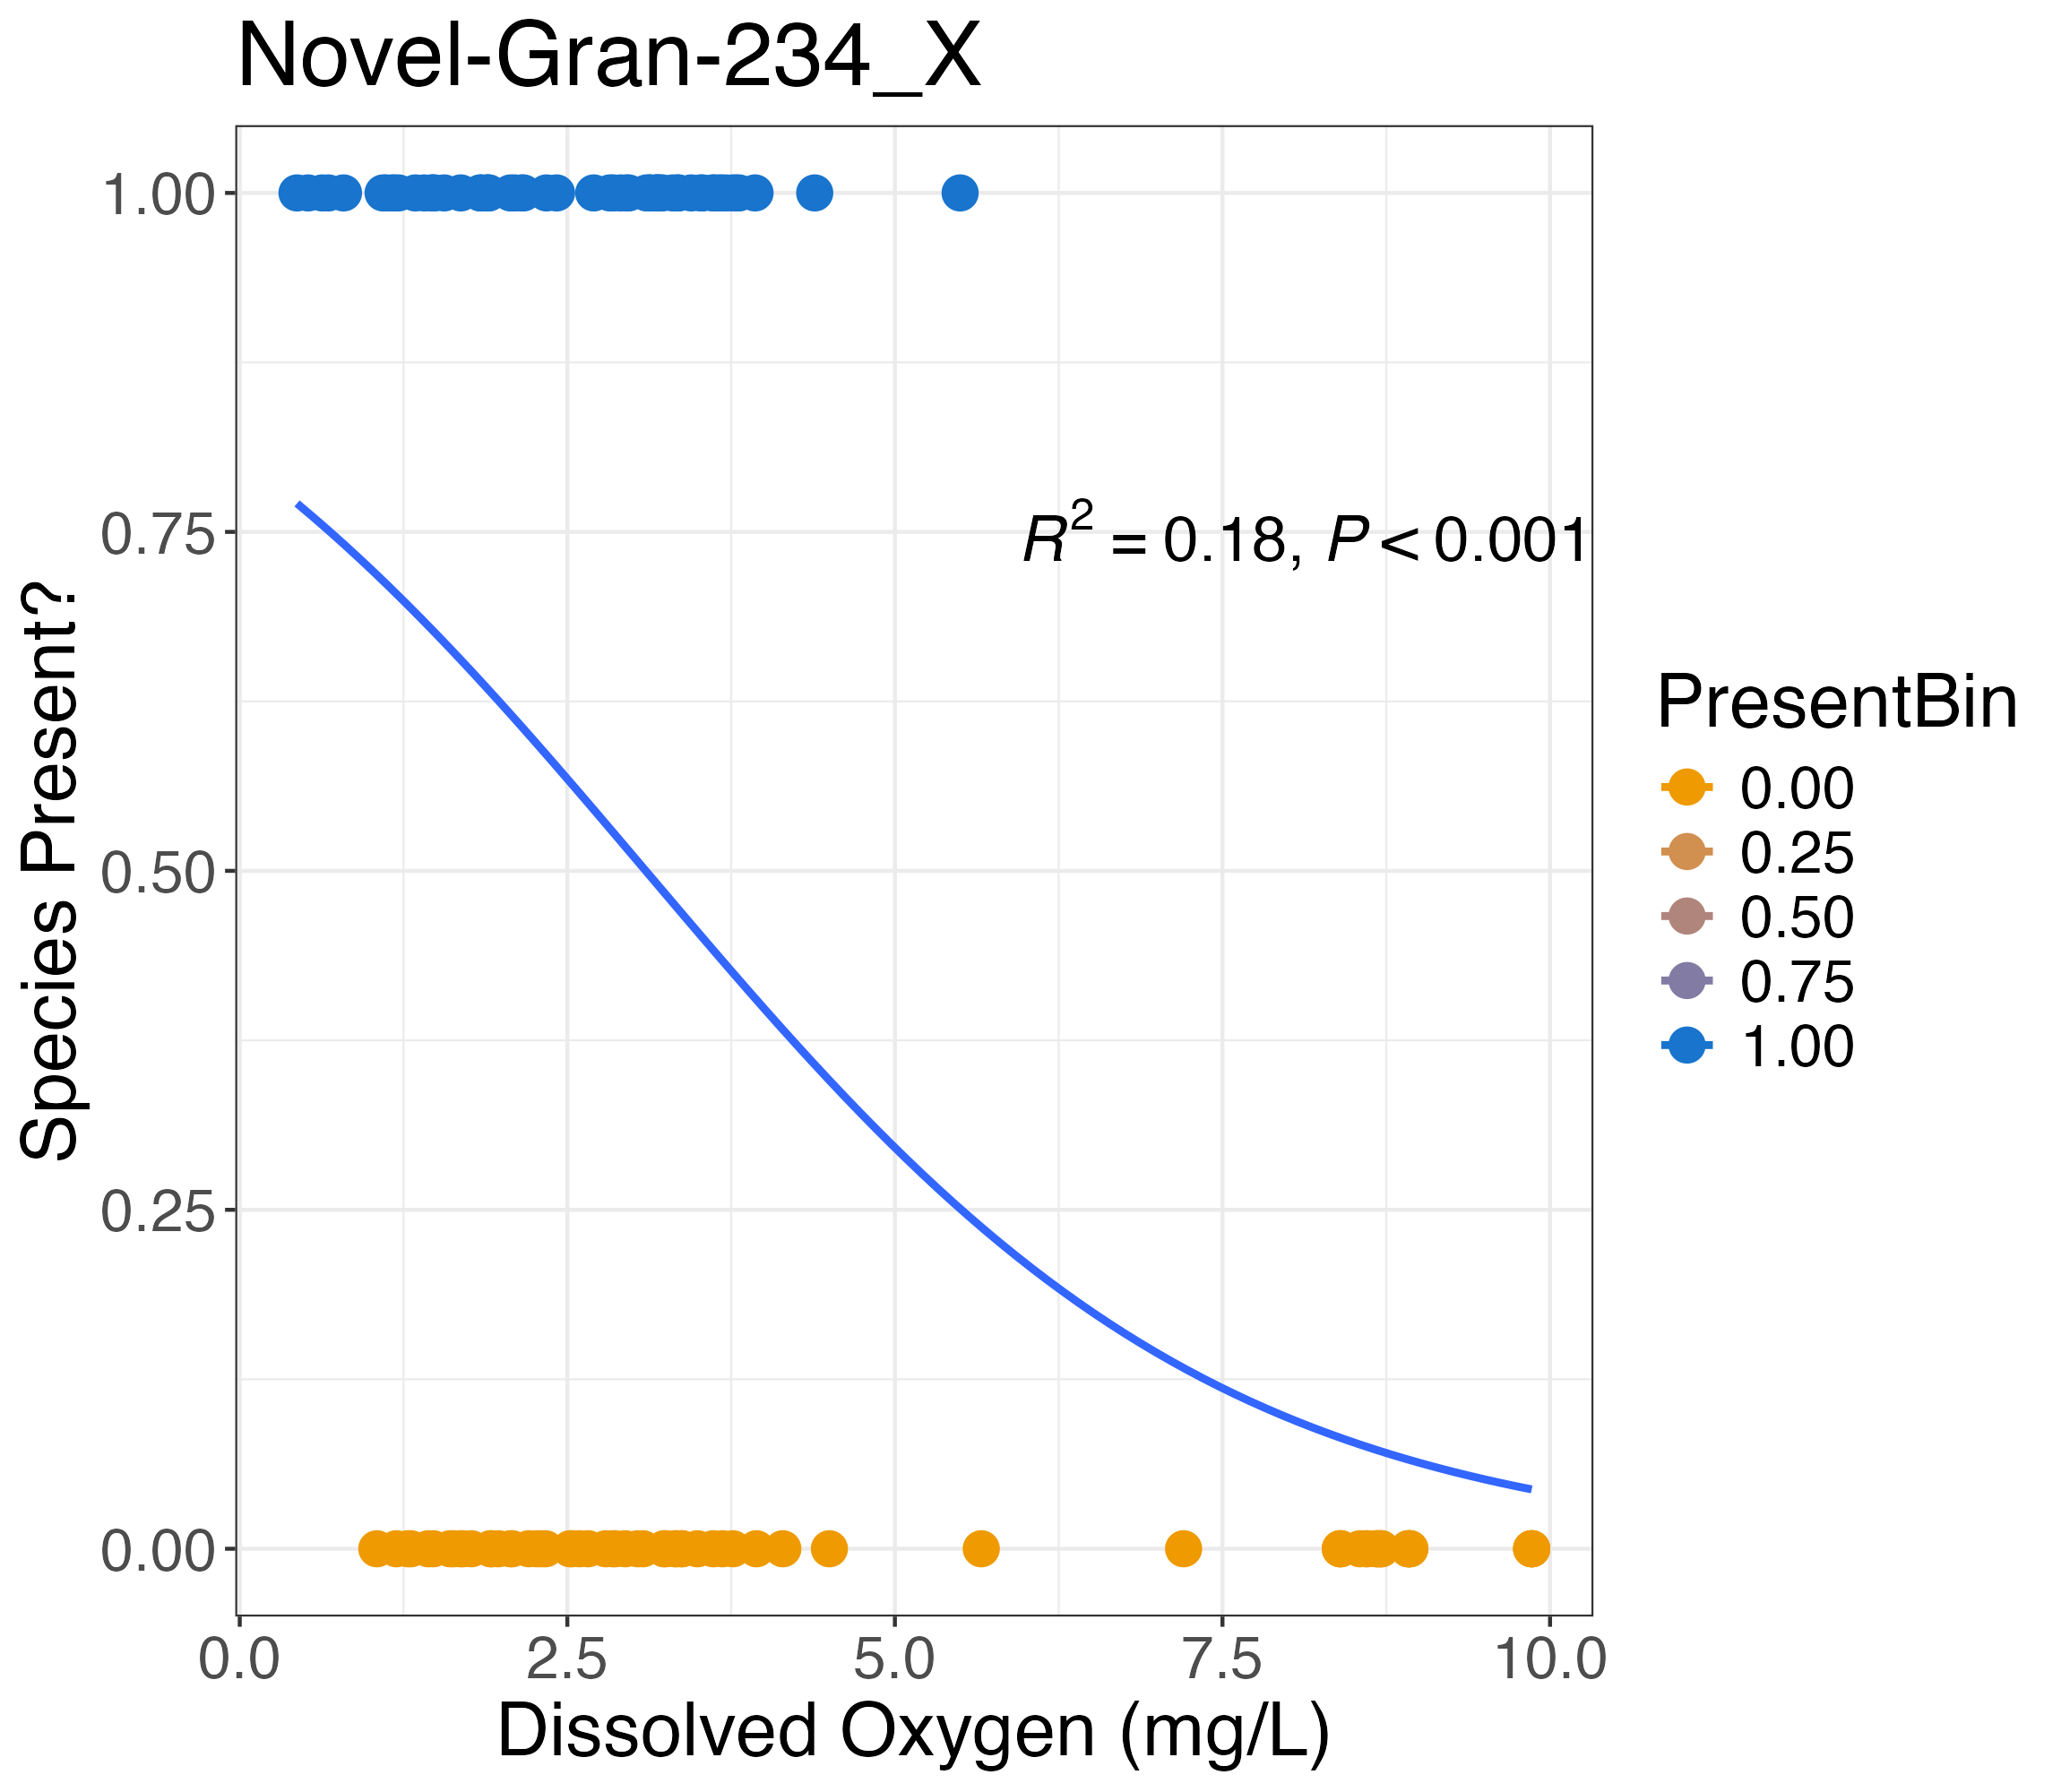 Novel-Gran-234_X
1.00
0.75
0.50
0.25
0.00
Species Present?
R² = 0.18, P < 0.001
0.0 2.5 5.0 7.5 10.0
Dissolved Oxygen (mg/L)
PresentBin
0.00
0.25
0.50
0.75
1.00